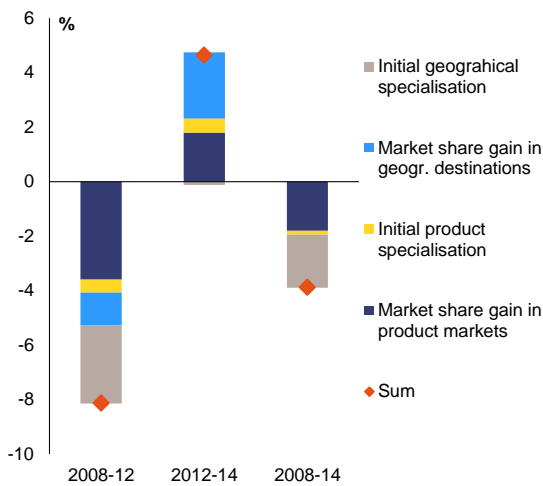 6
%
4
2
0
-2
-4
-6
-8
-10
2008-12 2012-14 2008-14
Initial geograhical
specialisation
Market share gain in
geogr. destinations
Initial product
specialisation
Market share gain in
product markets
Sum